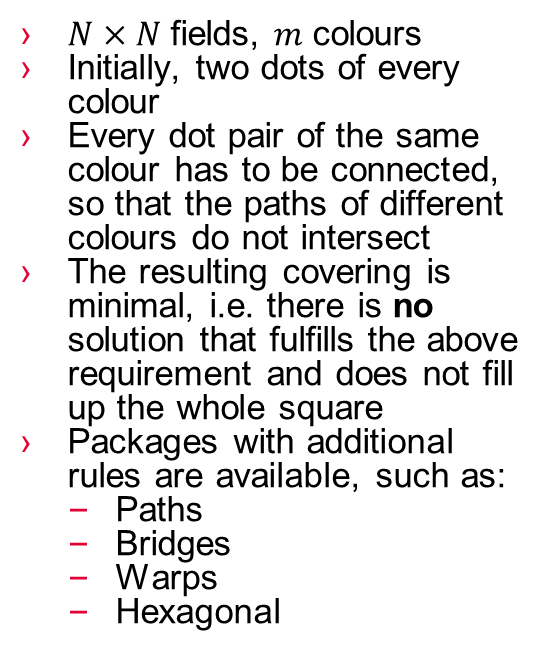 › N × N fields, m colours
› Initially, two dots of every
colour
› Every dot pair of the same
colour has to be connected,
so that the paths of different
colours do not intersect
› The resulting covering is
minimal, i.e. there is no
solution that fulfills the above
requirement and does not fill
up the whole square
› Packages with additional
rules are available, such as:
− Paths
− Bridges
− Warps
− Hexagonal